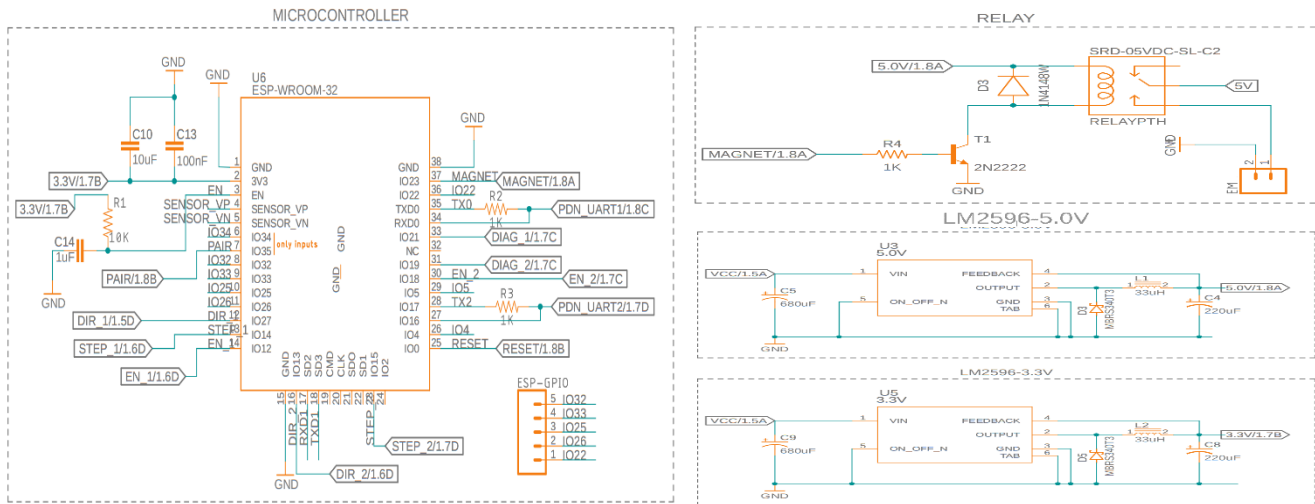 MICROCONTROLLER
GND
GND
U6
ESP-WROOM-32
C10
10uF
C13
100nF
GND
3.3V/1.7B
3.3V/1.7B
R1
10K
C14
1uF
GND
EN
SENSOR_VP
SENSOR_VN
IO34
PAIR
IO32
IO33
IO25
IO26
DIR_1
STEP_1
EN_1
PAIR/1.8B
DIR_1/1.5D
STEP_1/1.6D
EN_1/1.6D
1 GND
2 3V3
3 EN
4 SENSOR_VP
5 SENSOR_VN
6 IO34
7 IO35
8 IO32
9 IO33
10 IO25
11 IO26
12 IO27
13 IO14
14 IO12
only inputs
GND
GND
GND 38
IO23 37
IO22 36
TXD0 35
RXD0 34
IO21 33
NC 32
IO19 31
IO18 30
IO5 29
IO17 28
IO16 27
IO4 26
IO0 25
MAGNET
IO22
TX0
EN_2
IO5
TX2
IO4
RESET
R2
1K
R3
1K
MAGNET/1.8A
PDN_UART1/1.8C
DIAG_1/1.7C
DIAG_2/1.7C
EN_2/1.7C
PDN_UART2/1.7D
RESET/1.8B
GND
IO13
SD2
SD3
CMD
CLK
SDO
SD1
IO15
IO2
15
16
17
18
19
20
21
22
23
24
DIR_2
RXD1
TXD1
STEP_2
GND
DIR_2/1.6D
STEP_2/1.7D
ESP-GPIO
5 IO32
4 IO33
3 IO25
2 IO26
1 IO22
RELAY
SRD-05VDC-SL-C2
5.0V/1.8A
D3
1N4148W
5V
RELAYPTH
MAGNET/1.8A
R4
1K
T1
2N2222
GND
GND
2
1
EM
LM2596-5.0V
U3
5.0V
VCC/1.5A
C5
680uF
1
VIN
5
ON_OFF_N
FEEDBACK
4
OUTPUT
2
GND
3
TAB
6
D3
MBRS340T3
L1
33uH
C4
220uF
5.0V/1.8A
GND
LM2596-3.3V
U5
3.3V
VCC/1.5A
C9
680uF
1
VIN
5
ON_OFF_N
FEEDBACK
4
OUTPUT
2
GND
3
TAB
6
MBRS340T3
L2
33uH
C8
220uF
3.3V/1.7B
GND